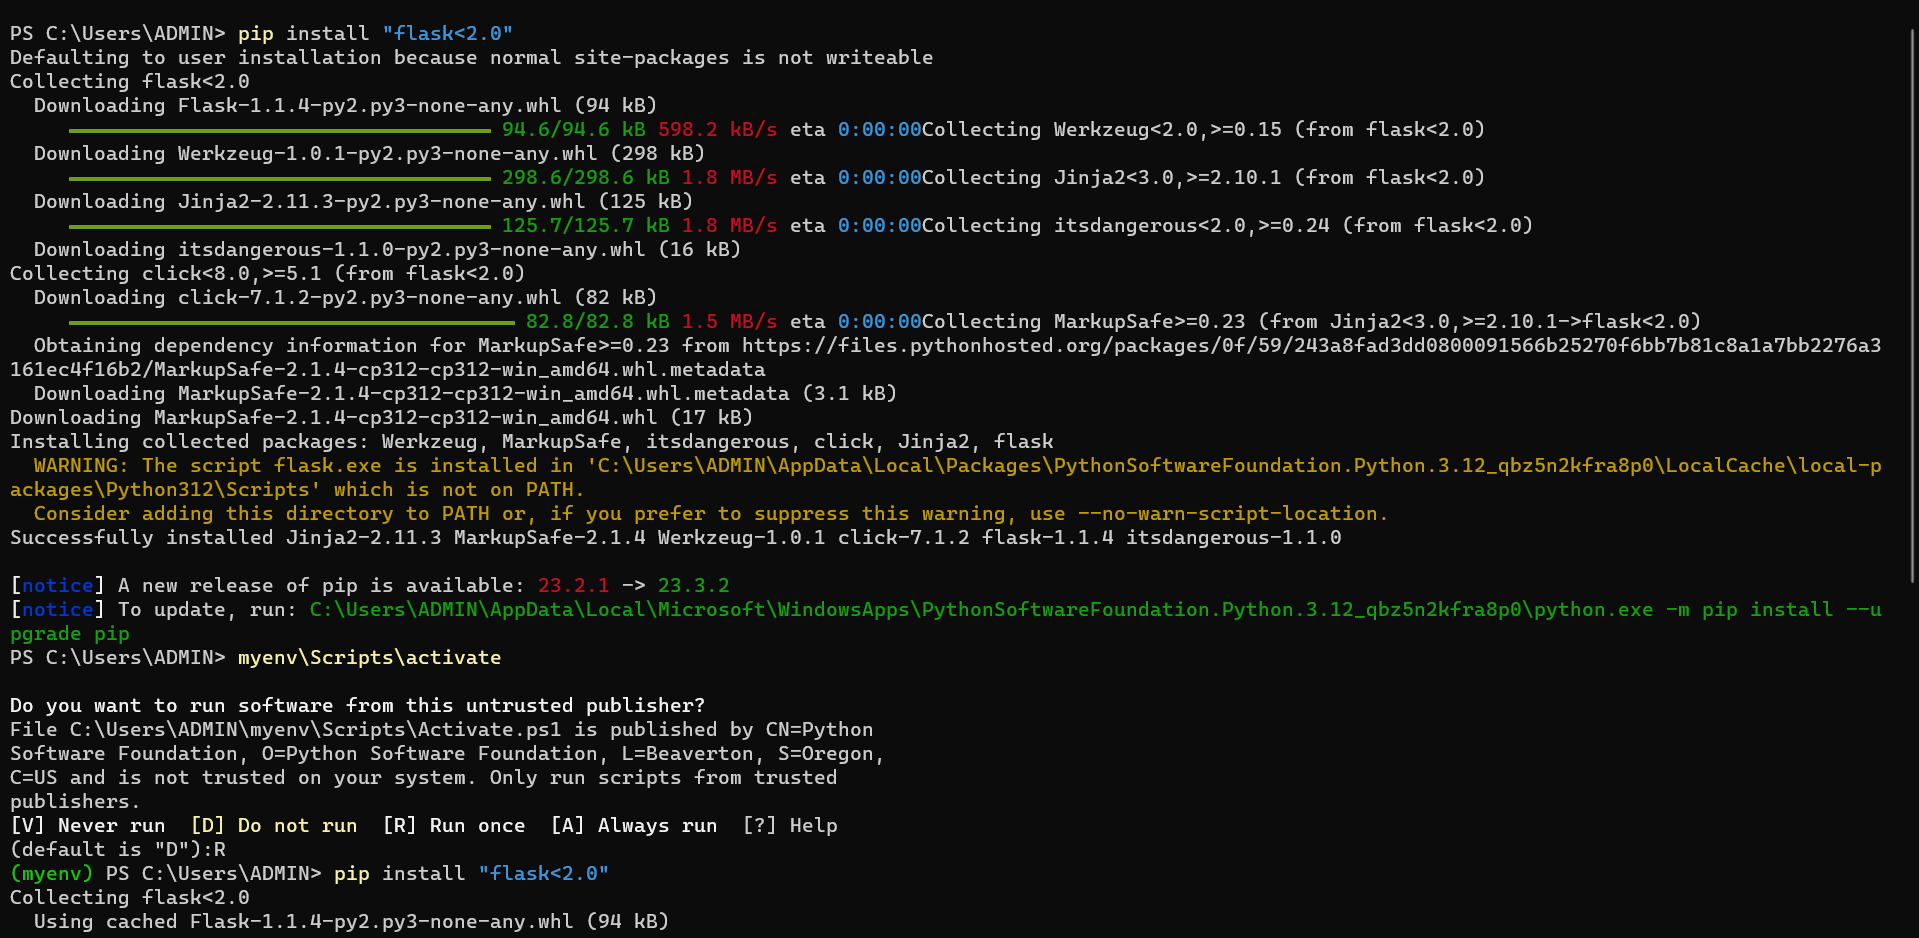 PS C:\Users\ADMIN> pip install "flask<2.0"
Defaulting to user installation because normal site-packages is not writeable
Collecting flask<2.0
  Downloading Flask-1.1.4-py2.py3-none-any.whl (94 kB)
     ━━━━━━━━━━━━━━━━━━━━━━━━━━━━━━━━━━━ 94.6/94.6 kB 598.2 kB/s eta 0:00:00Collecting Werkzeug<2.0,>=0.15 (from flask<2.0)
  Downloading Werkzeug-1.0.1-py2.py3-none-any.whl (298 kB)
     ━━━━━━━━━━━━━━━━━━━━━━━━━━━━━━━━━━━ 298.6/298.6 kB 1.8 MB/s eta 0:00:00Collecting Jinja2<3.0,>=2.10.1 (from flask<2.0)
  Downloading Jinja2-2.11.3-py2.py3-none-any.whl (125 kB)
     ━━━━━━━━━━━━━━━━━━━━━━━━━━━━━━━━━━━ 125.7/125.7 kB 1.8 MB/s eta 0:00:00Collecting itsdangerous<2.0,>=0.24 (from flask<2.0)
  Downloading itsdangerous-1.1.0-py2.py3-none-any.whl (16 kB)
Collecting click<8.0,>=5.1 (from flask<2.0)
  Downloading click-7.1.2-py2.py3-none-any.whl (82 kB)
     ━━━━━━━━━━━━━━━━━━━━━━━━━━━━━━━━━━━━━ 82.8/82.8 kB 1.5 MB/s eta 0:00:00Collecting MarkupSafe>=0.23 (from Jinja2<3.0,>=2.10.1->flask<2.0)
  Obtaining dependency information for MarkupSafe>=0.23 from https://files.pythonhosted.org/packages/0f/59/243a8fad3dd0800091566b25270f6bb7b81c8a1a7bb2276a3
161ec4f16b2/MarkupSafe-2.1.4-cp312-cp312-win_amd64.whl.metadata
  Downloading MarkupSafe-2.1.4-cp312-cp312-win_amd64.whl.metadata (3.1 kB)
Downloading MarkupSafe-2.1.4-cp312-cp312-win_amd64.whl (17 kB)
Installing collected packages: Werkzeug, MarkupSafe, itsdangerous, click, Jinja2, flask
  WARNING: The script flask.exe is installed in 'C:\Users\ADMIN\AppData\Local\Packages\PythonSoftwareFoundation.Python.3.12_qbz5n2kfra8p0\LocalCache\local-p
ackages\Python312\Scripts' which is not on PATH.
  Consider adding this directory to PATH or, if you prefer to suppress this warning, use --no-warn-script-location.
Successfully installed Jinja2-2.11.3 MarkupSafe-2.1.4 Werkzeug-1.0.1 click-7.1.2 flask-1.1.4 itsdangerous-1.1.0

[notice] A new release of pip is available: 23.2.1 -> 23.3.2
[notice] To update, run: C:\Users\ADMIN\AppData\Local\Microsoft\WindowsApps\PythonSoftwareFoundation.Python.3.12_qbz5n2kfra8p0\python.exe -m pip install --u
pgrade pip
PS C:\Users\ADMIN> myenv\Scripts\activate

Do you want to run software from this untrusted publisher?
File C:\Users\ADMIN\myenv\Scripts\Activate.ps1 is published by CN=Python
Software Foundation, O=Python Software Foundation, L=Beaverton, S=Oregon,
C=US and is not trusted on your system. Only run scripts from trusted
publishers.
[V] Never run  [D] Do not run  [R] Run once  [A] Always run  [?] Help
(default is "D"):R
(myenv) PS C:\Users\ADMIN> pip install "flask<2.0"
Collecting flask<2.0
  Using cached Flask-1.1.4-py2.py3-none-any.whl (94 kB)